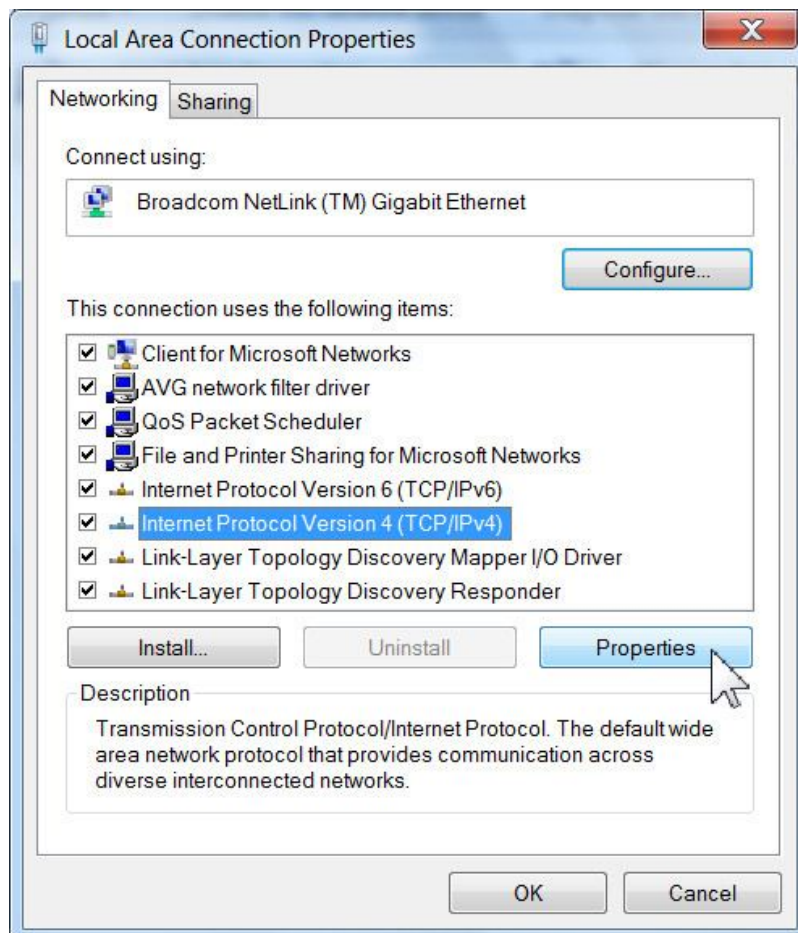 Local Area Connection Properties
Networking
Sharing
Connect using:
Broadcom NetLink (TM) Gigabit Ethernet
Configure...
This connection uses the following items:
Client for Microsoft Networks
AVG network filter driver
QoS Packet Scheduler
File and Printer Sharing for Microsoft Networks
Internet Protocol Version 6 (TCP/IPv6)
Internet Protocol Version 4 (TCP/IPv4)
Link-Layer Topology Discovery Mapper I/O Driver
Link-Layer Topology Discovery Responder
Install...
Uninstall
Properties
Description
Transmission Control Protocol/Internet Protocol. The default wide
area network protocol that provides communication across
diverse interconnected networks.
OK
Cancel